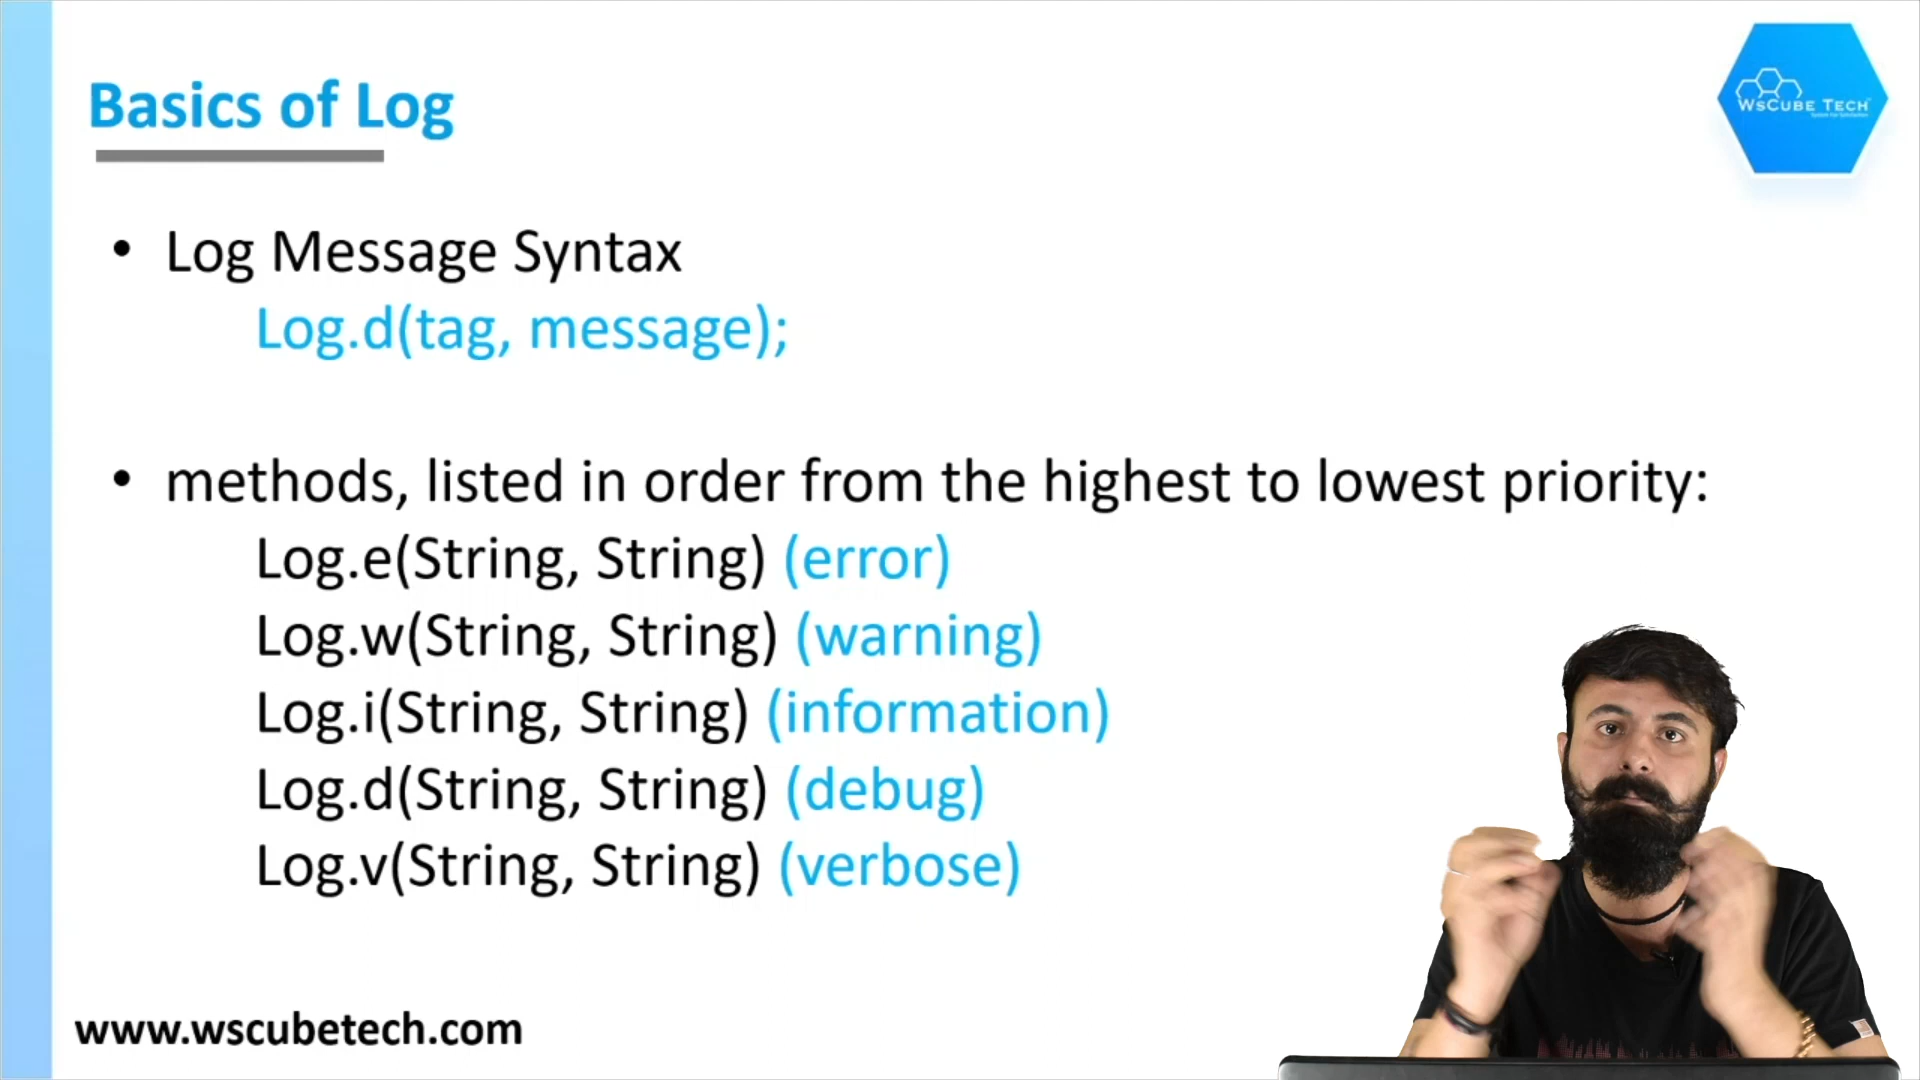 Basics of Log
WSCUBE TECH
• Log Message Syntax
Log.d(tag, message);
• methods, listed in order from the highest to lowest priority:
Log.e(String, String) (error)
Log.w(String, String) (warning)
Log.i(String, String) (information)
Log.d(String, String) (debug)
Log.v(String, String) (verbose)
www.wscubetech.com